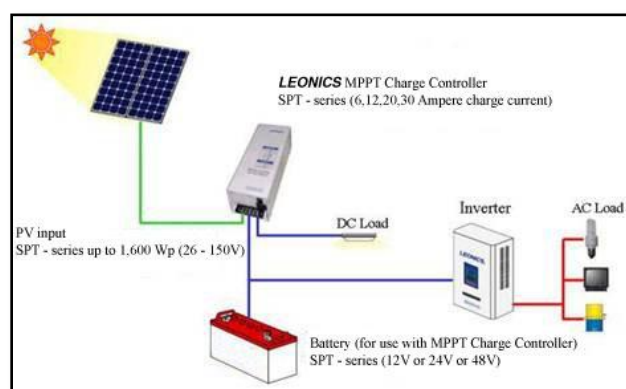 LEONICS MPPT Charge Controller
SPT - series (6,12,20,30 Ampere charge current)
PV input
SPT - series up to 1,600 Wp (26 - 150V)
DC Load
Inverter
AC Load
LEONICS
Battery (for use with MPPT Charge Controller)
SPT - series (12V or 24V or 48V)